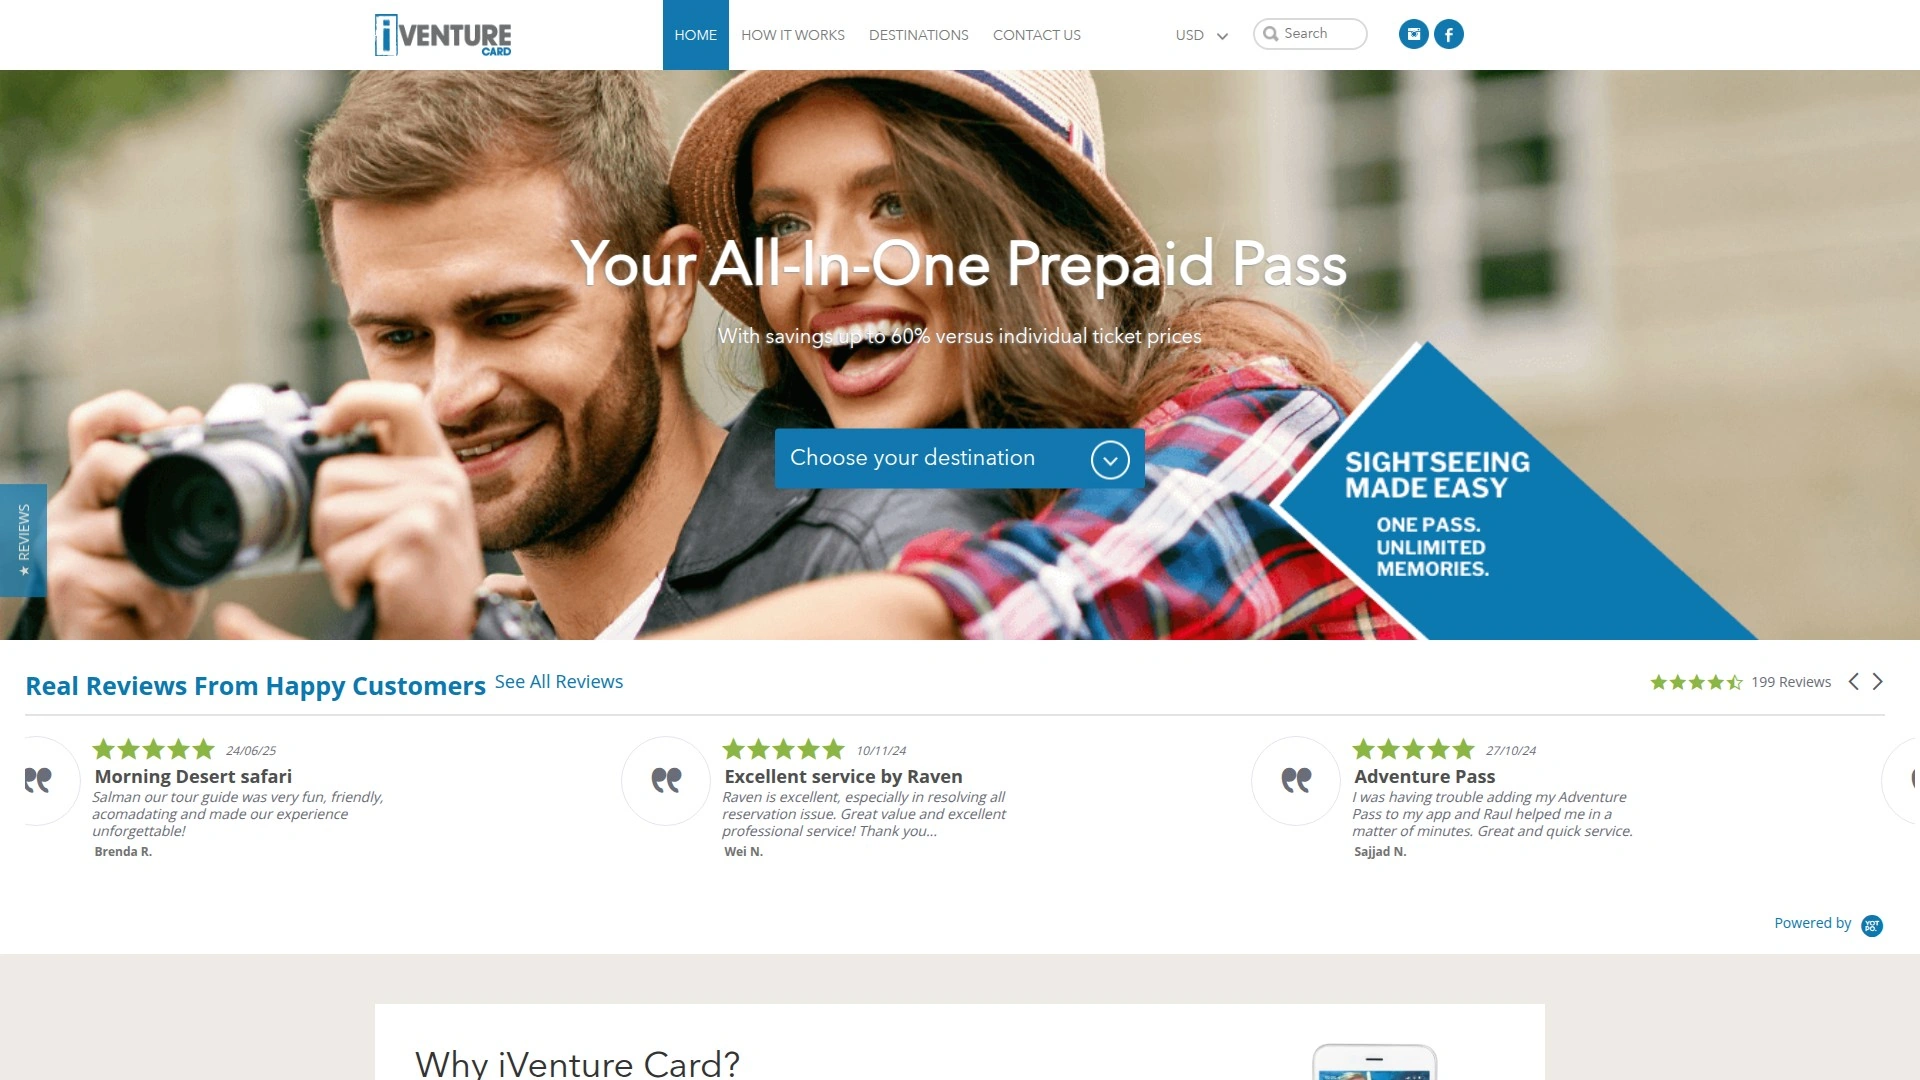 iVENTURE
CARD
HOME
HOW IT WORKS
DESTINATIONS
CONTACT US
USD
Search
Your All-In-One Prepaid Pass
With savings up to 60% versus individual ticket prices
Choose your destination
SIGHTSEEING
MADE EASY
ONE PASS.
UNLIMITED
MEMORIES.
★ REVIEWS
Real Reviews From Happy Customers
See All Reviews
199 Reviews
24/06/25
Morning Desert safari
Salman our tour guide was very fun, friendly,
acomadating and made our experience
unforgettable!
Brenda R.
10/11/24
Excellent service by Raven
Raven is excellent, especially in resolving all
reservation issue. Great value and excellent
professional service! Thank you...
Wei N.
27/10/24
Adventure Pass
I was having trouble adding my Adventure
Pass to my app and Raul helped me in a
matter of minutes. Great and quick service.
Sajjad N.
Powered by
YOT
PO.
Why iVenture Card?